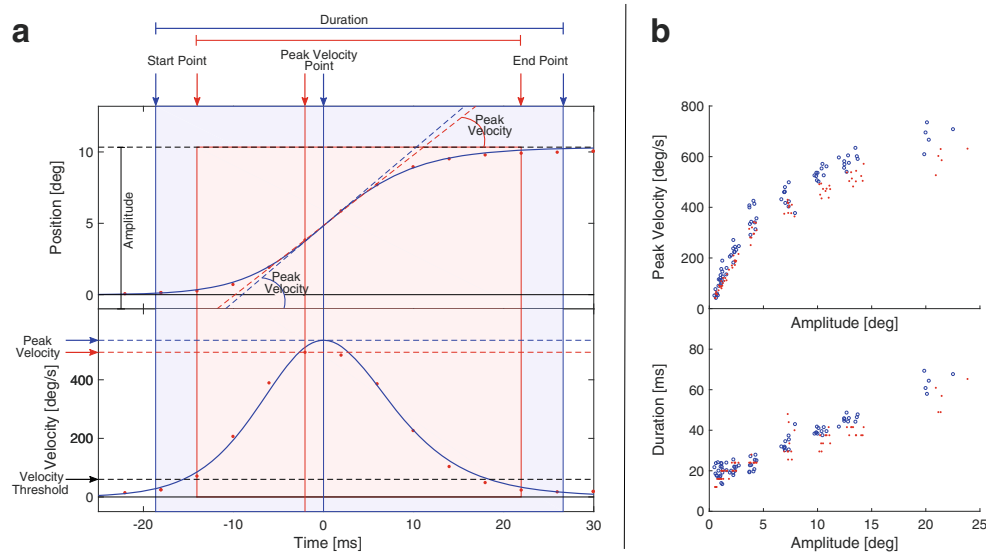 a
Duration
Start Point
Peak Velocity
Point
End Point
Position [deg]
10
5
0
Amplitude
Peak
Velocity
Peak
Velocity
Peak
Velocity
Velocity
Threshold
Velocity [deg/s]
400
200
0
-20
-10
0
10
20
30
Time [ms]
b
Peak Velocity [deg/s]
800
600
400
200
0
Amplitude [deg]
Duration [ms]
80
60
40
20
0
0
5
10
15
20
25
Amplitude [deg]